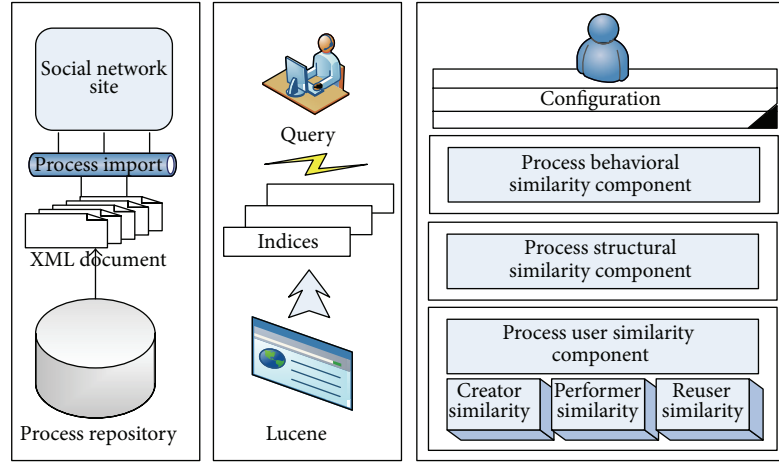 Social network
site
Process import
XML document
Process repository
Query
Indices
Lucene
Configuration
Process behavioral
similarity component
Process structural
similarity component
Process user similarity
component
Creator
similarity
Performer
similarity
Reuser
similarity